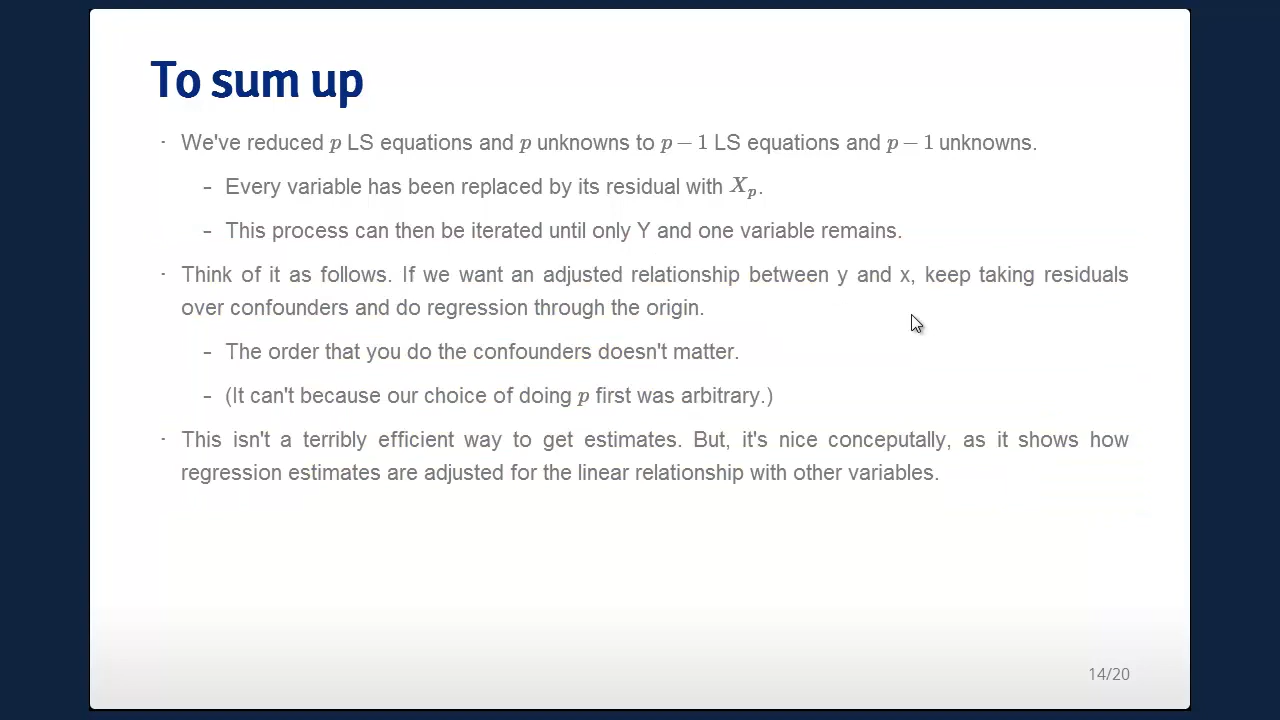 To sum up
· We've reduced p LS equations and p unknowns to p − 1 LS equations and p − 1 unknowns.
– Every variable has been replaced by its residual with Xₚ.
– This process can then be iterated until only Y and one variable remains.
· Think of it as follows. If we want an adjusted relationship between y and x, keep taking residuals
over confounders and do regression through the origin.
– The order that you do the confounders doesn't matter.
– (It can't because our choice of doing p first was arbitrary.)
· This isn't a terribly efficient way to get estimates. But, it's nice conceputally, as it shows how
regression estimates are adjusted for the linear relationship with other variables.
14/20